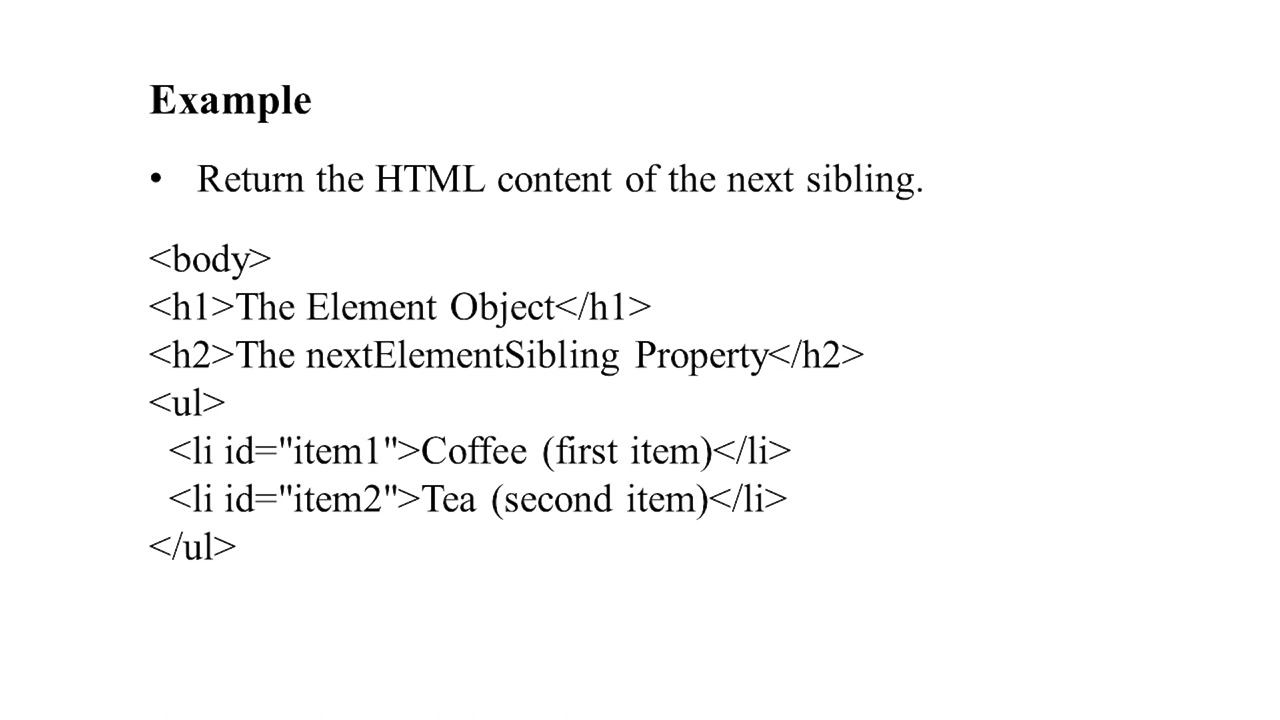 Example
• Return the HTML content of the next sibling.
<body>
<h1>The Element Object</h1>
<h2>The nextElementSibling Property</h2>
<ul>
  <li id="item1">Coffee (first item)</li>
  <li id="item2">Tea (second item)</li>
</ul>